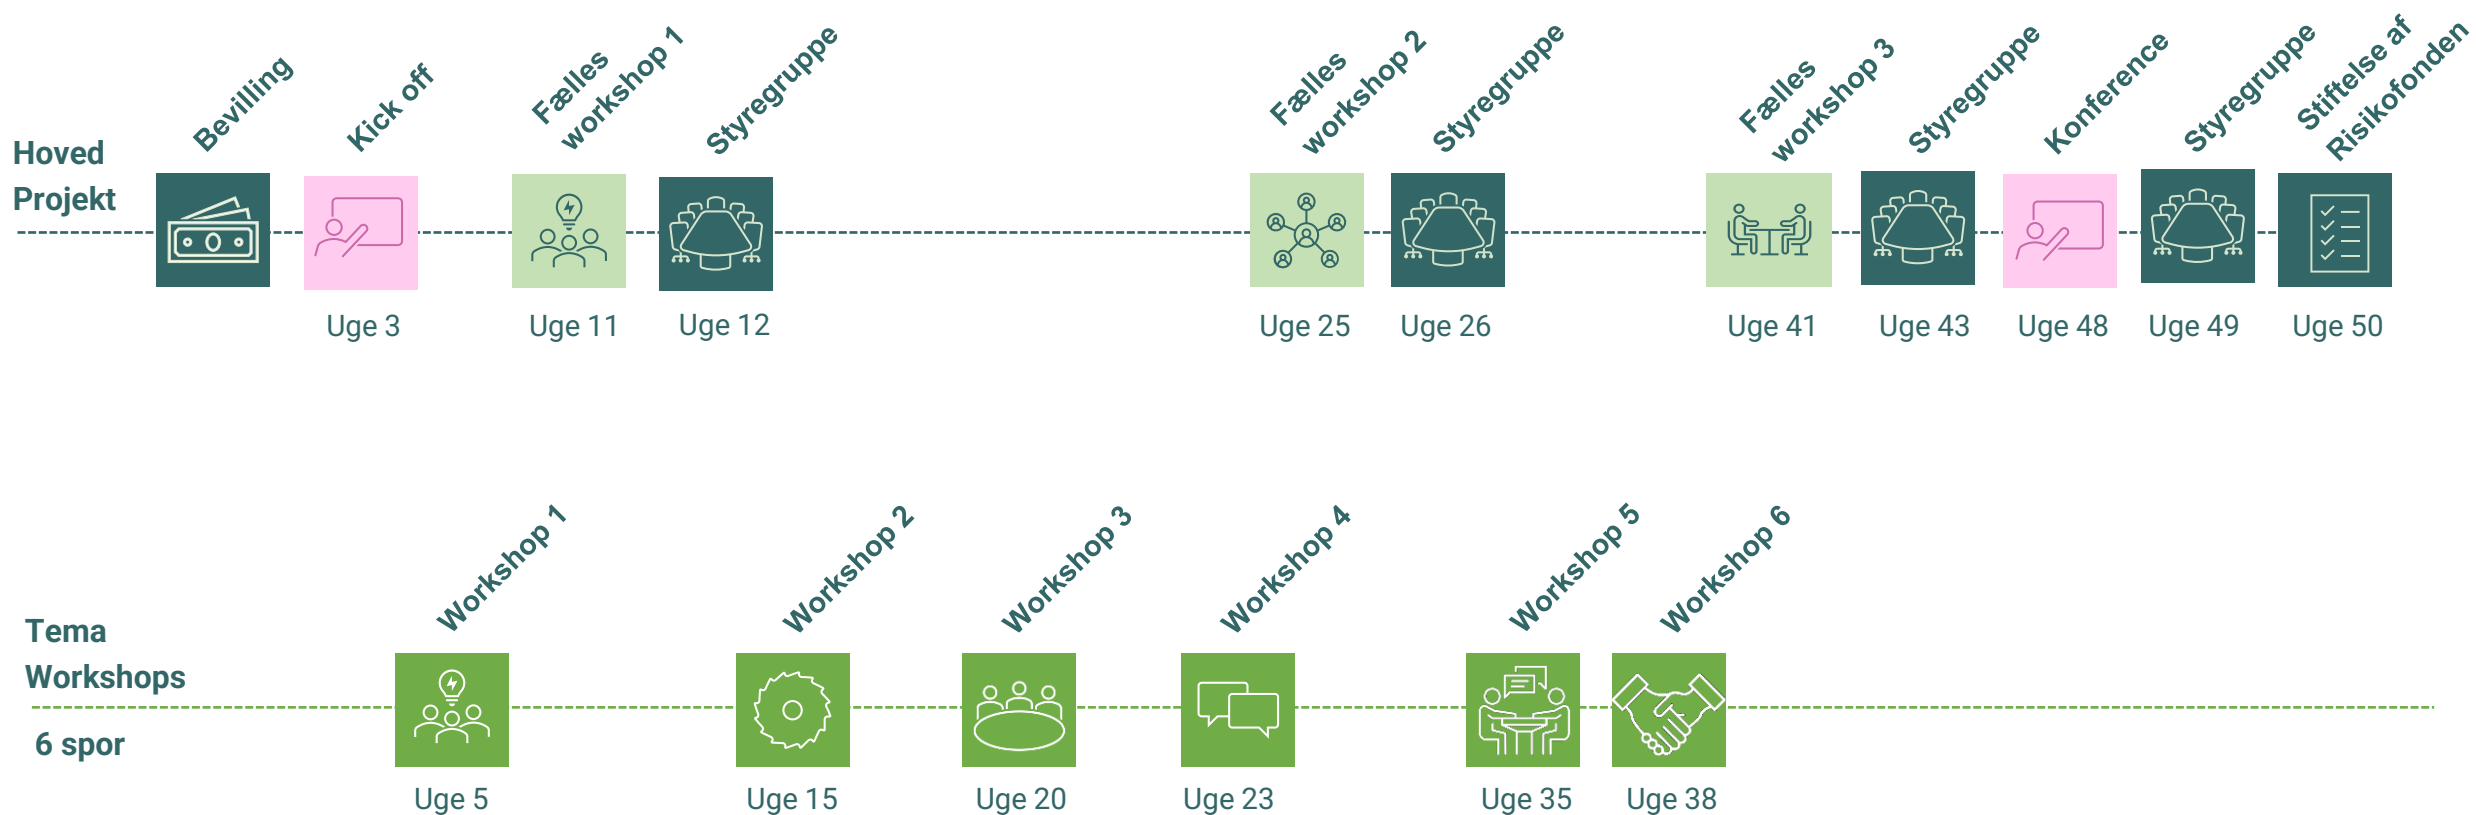 Hoved
Projekt
Bevilling
Kick off
Fælles
workshop 1
Styregruppe
Fælles
workshop 2
Styregruppe
Fælles
workshop 3
Styregruppe
Konference
Styregruppe
Stiftelse af
Risikofonden
Uge 3
Uge 11
Uge 12
Uge 25
Uge 26
Uge 41
Uge 43
Uge 48
Uge 49
Uge 50
Tema
Workshops
6 spor
Workshop 1
Workshop 2
Workshop 3
Workshop 4
Workshop 5
Workshop 6
Uge 5
Uge 15
Uge 20
Uge 23
Uge 35
Uge 38